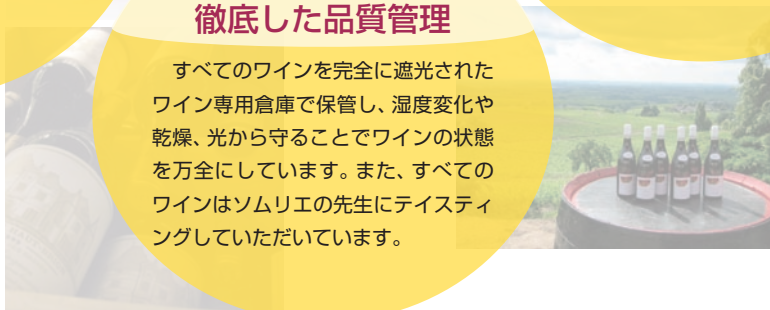 徹底した品質管理
すべてのワインを完全に遮光された
ワイン専用倉庫で保管し、湿度変化や
乾燥、光から守ることでワインの状態
を万全にしています。また、すべての
ワインはソムリエの先生にテイスティ
ングしていただいています。